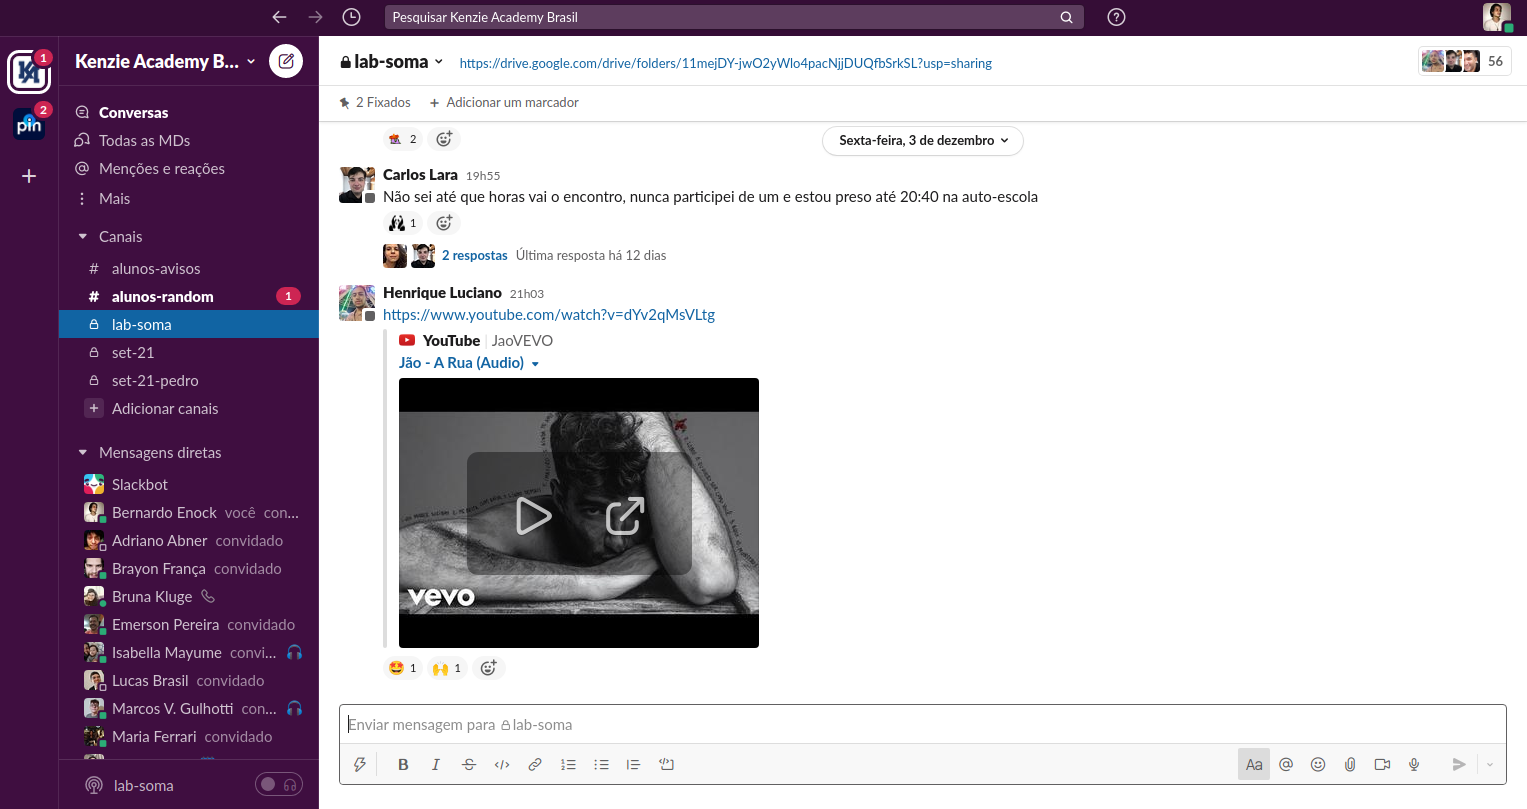 Pesquisar Kenzie Academy Brasil
1
2
pin
Kenzie Academy B...
Conversas
Todas as MDs
Menções e reações
Mais
Canais
# alunos-avisos
# alunos-random 1
lab-soma
set-21
set-21-pedro
+ Adicionar canais
Mensagens diretas
Slackbot
Bernardo Enock você con...
Adriano Abner convidado
Brayon França convidado
Bruna Kluge
Emerson Pereira convidado
Isabella Mayume convi...
Lucas Brasil convidado
Marcos V. Gulhotti con...
Maria Ferrari convidado
lab-soma
lab-soma https://drive.google.com/drive/folders/11mejDY-jwO2yWlo4pacNjjDUQfbSrkSL?usp=sharing
56
2 Fixados + Adicionar um marcador
2
Sexta-feira, 3 de dezembro
Carlos Lara 19h55
Não sei até que horas vai o encontro, nunca participei de um e estou preso até 20:40 na auto-escola
1
2 respostas Última resposta há 12 dias
Henrique Luciano 21h03
https://www.youtube.com/watch?v=dYv2qMsVLtg
YouTube JaoVEVO
Jão - A Rua (Audio)
vevo
1 1
Enviar mensagem para lab-soma
B I S </>
Aa @